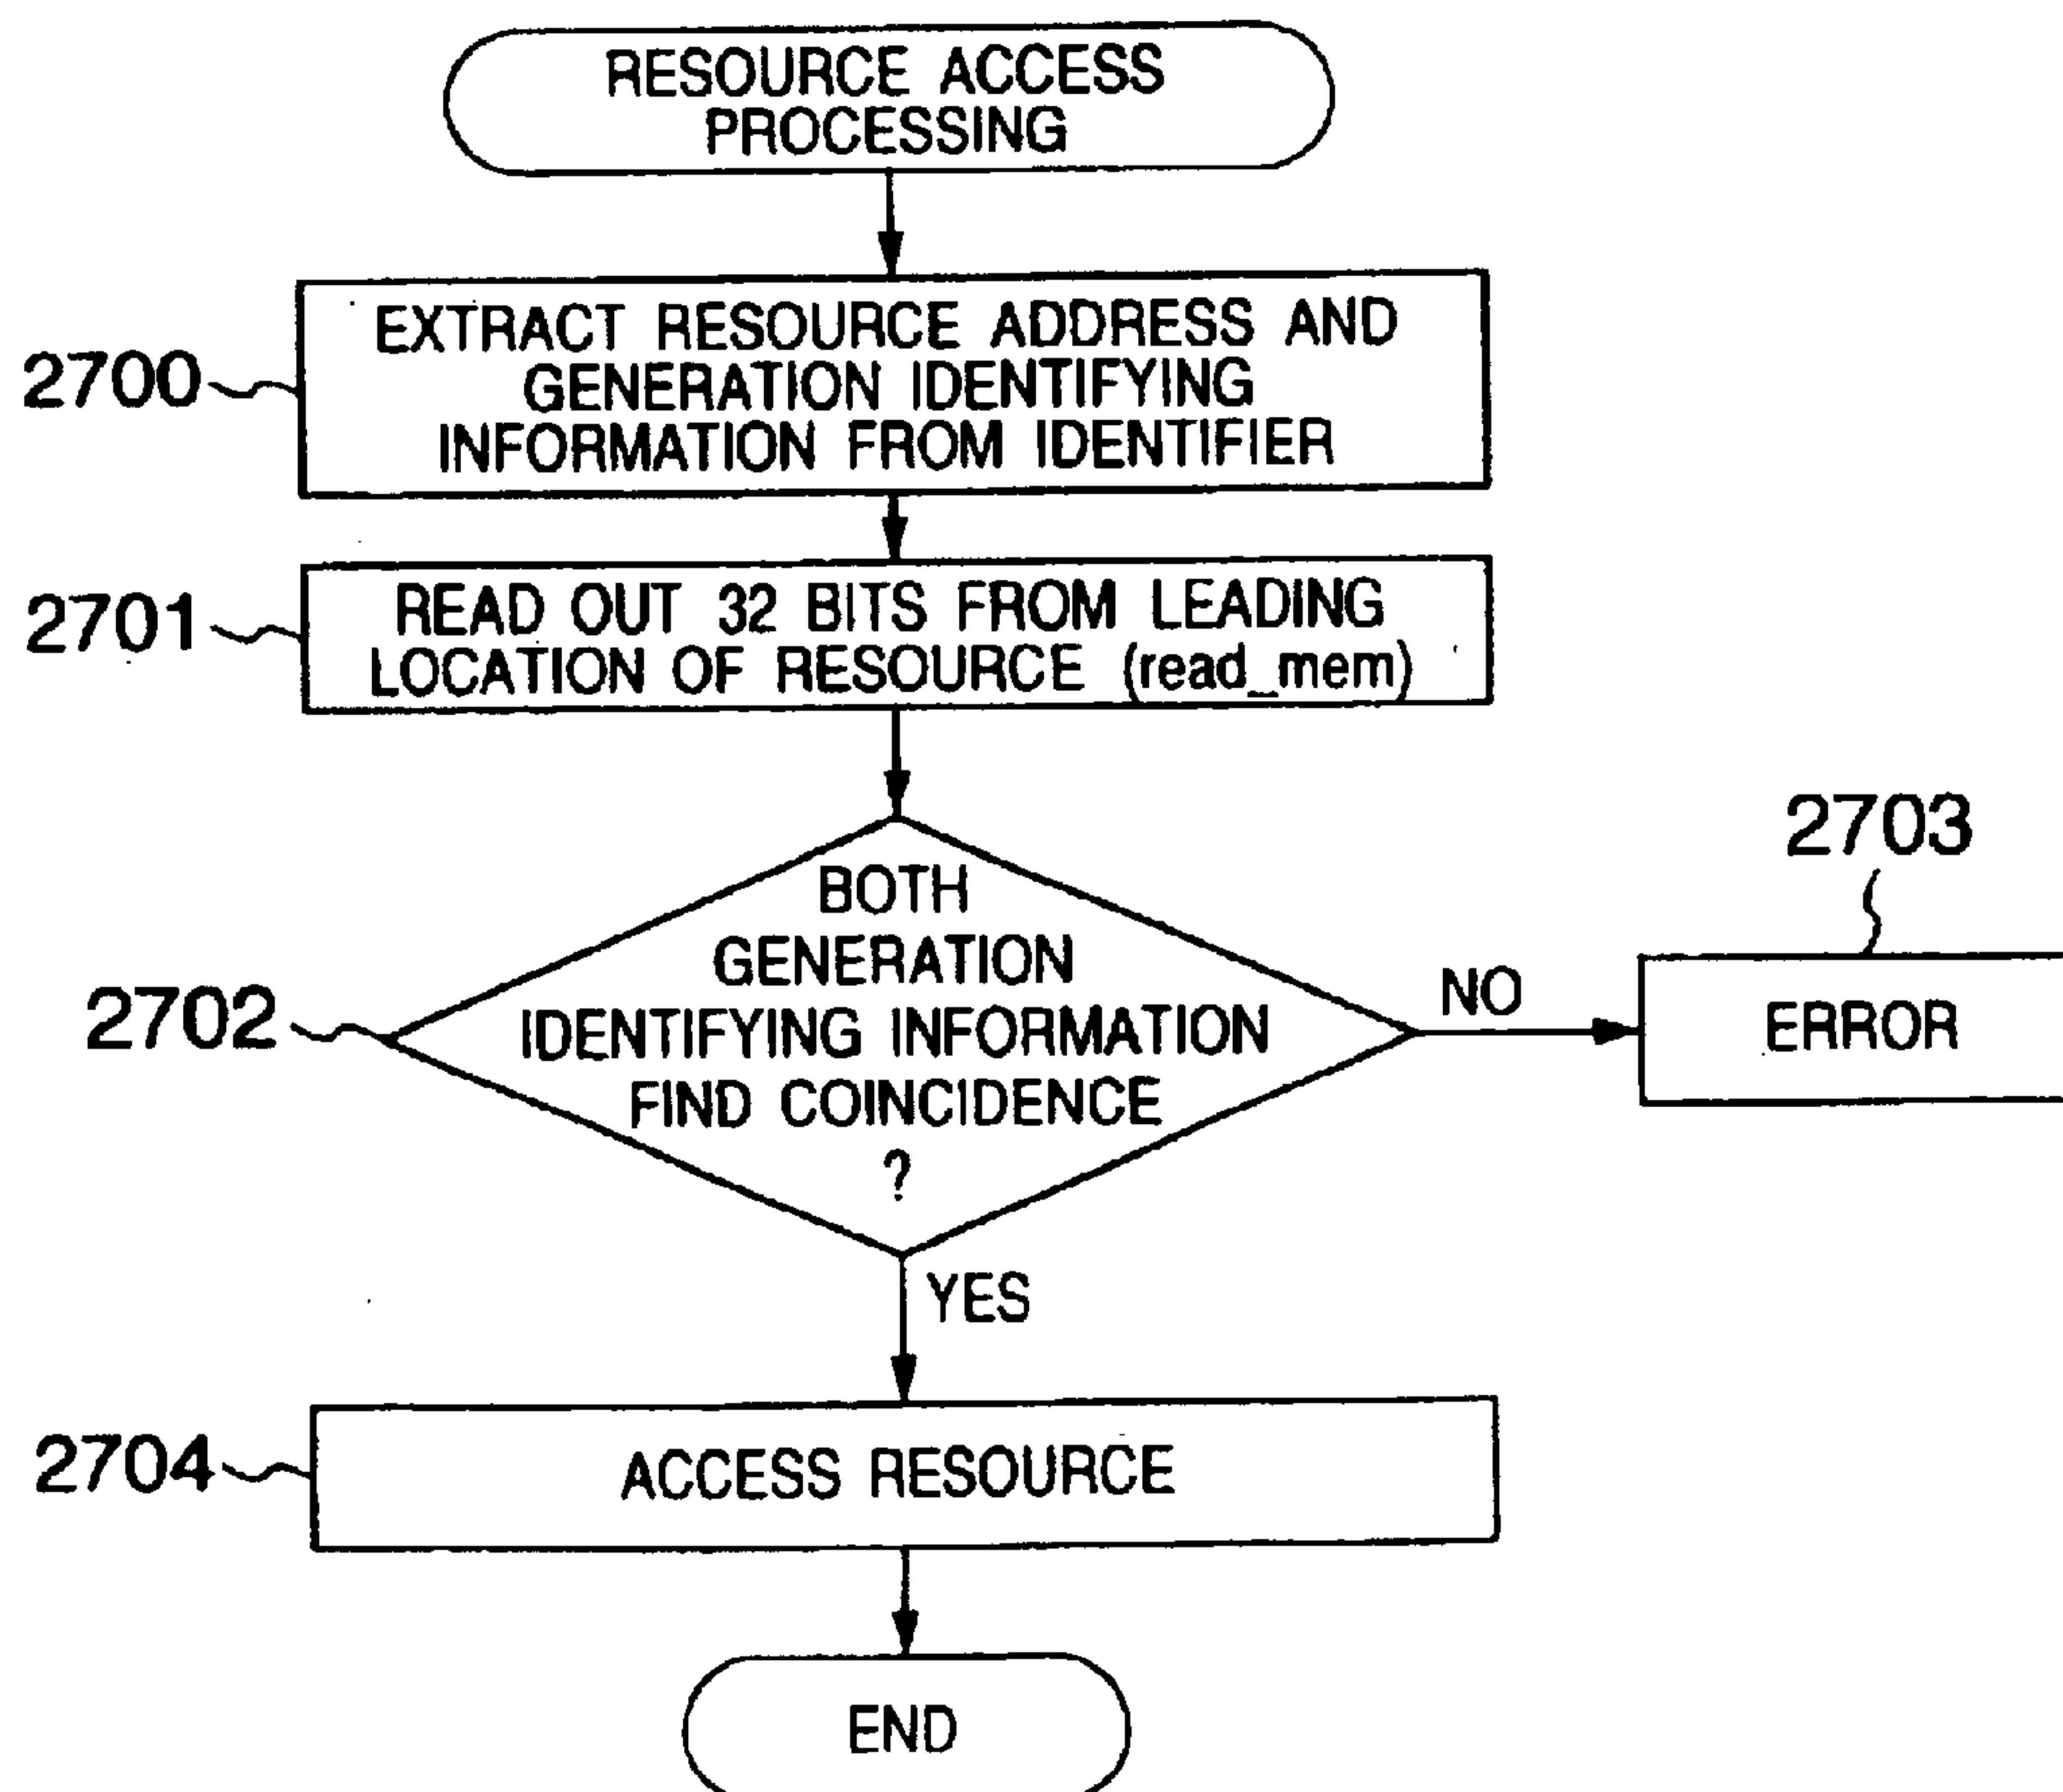 RESOURCE ACCESS
PROCESSING
2700
EXTRACT RESOURCE ADDRESS AND
GENERATION IDENTIFYING
INFORMATION FROM IDENTIFIER
2701
READ OUT 32 BITS FROM LEADING
LOCATION OF RESOURCE (read_mem)
2702
BOTH
GENERATION
IDENTIFYING INFORMATION
FIND COINCIDENCE
?
NO
2703
ERROR
YES
2704
ACCESS RESOURCE
END